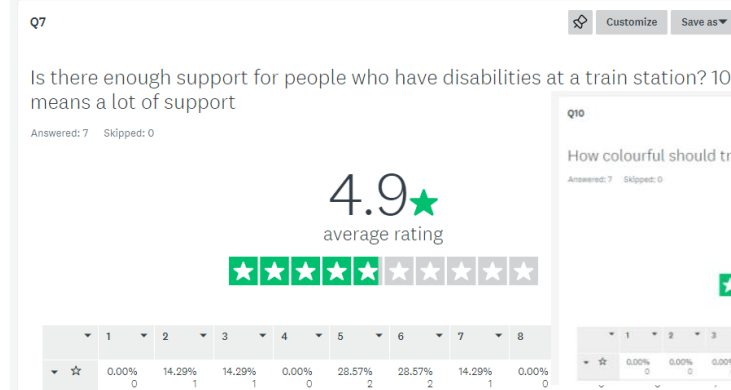 Q7
Customize
Save as
Is there enough support for people who have disabilities at a train station? 10
means a lot of support
Answered: 7 Skipped: 0
4.9
average rating
1 2 3 4 5 6 7 8
0.00% 14.29% 14.29% 0.00% 28.57% 28.57% 14.29% 0.00%
0 1 1 0 2 2 1 0
Q10
How colourful should tr
Answered: 7 Skipped: 0
1 2 3
0.00% 0.00% 0.00
0 0